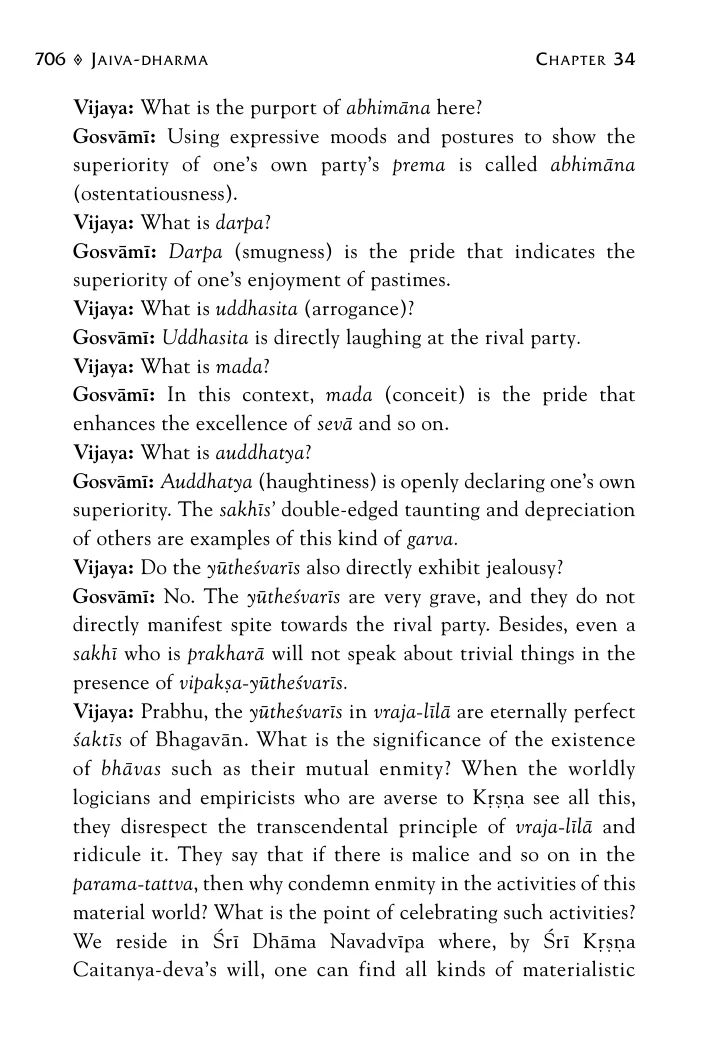 706 ◊ JAIVA-DHARMA CHAPTER 34
Vijaya: What is the purport of abhimāna here?
Gosvāmī: Using expressive moods and postures to show the
superiority of one's own party's prema is called abhimāna
(ostentatiousness).
Vijaya: What is darpa?
Gosvāmī: Darpa (smugness) is the pride that indicates the
superiority of one's enjoyment of pastimes.
Vijaya: What is uddhasita (arrogance)?
Gosvāmī: Uddhasita is directly laughing at the rival party.
Vijaya: What is mada?
Gosvāmī: In this context, mada (conceit) is the pride that
enhances the excellence of sevā and so on.
Vijaya: What is auddhatya?
Gosvāmī: Auddhatya (haughtiness) is openly declaring one's own
superiority. The sakhīs' double-edged taunting and depreciation
of others are examples of this kind of garva.
Vijaya: Do the yūtheśvarīs also directly exhibit jealousy?
Gosvāmī: No. The yūtheśvarīs are very grave, and they do not
directly manifest spite towards the rival party. Besides, even a
sakhī who is prakharā will not speak about trivial things in the
presence of vipakṣa-yūtheśvarīs.
Vijaya: Prabhu, the yūtheśvarīs in vraja-līlā are eternally perfect
śaktīs of Bhagavān. What is the significance of the existence
of bhāvas such as their mutual enmity? When the worldly
logicians and empiricists who are averse to Kṛṣṇa see all this,
they disrespect the transcendental principle of vraja-līlā and
ridicule it. They say that if there is malice and so on in the
parama-tattva, then why condemn enmity in the activities of this
material world? What is the point of celebrating such activities?
We reside in Śrī Dhāma Navadvīpa where, by Śrī Kṛṣṇa
Caitanya-deva's will, one can find all kinds of materialistic